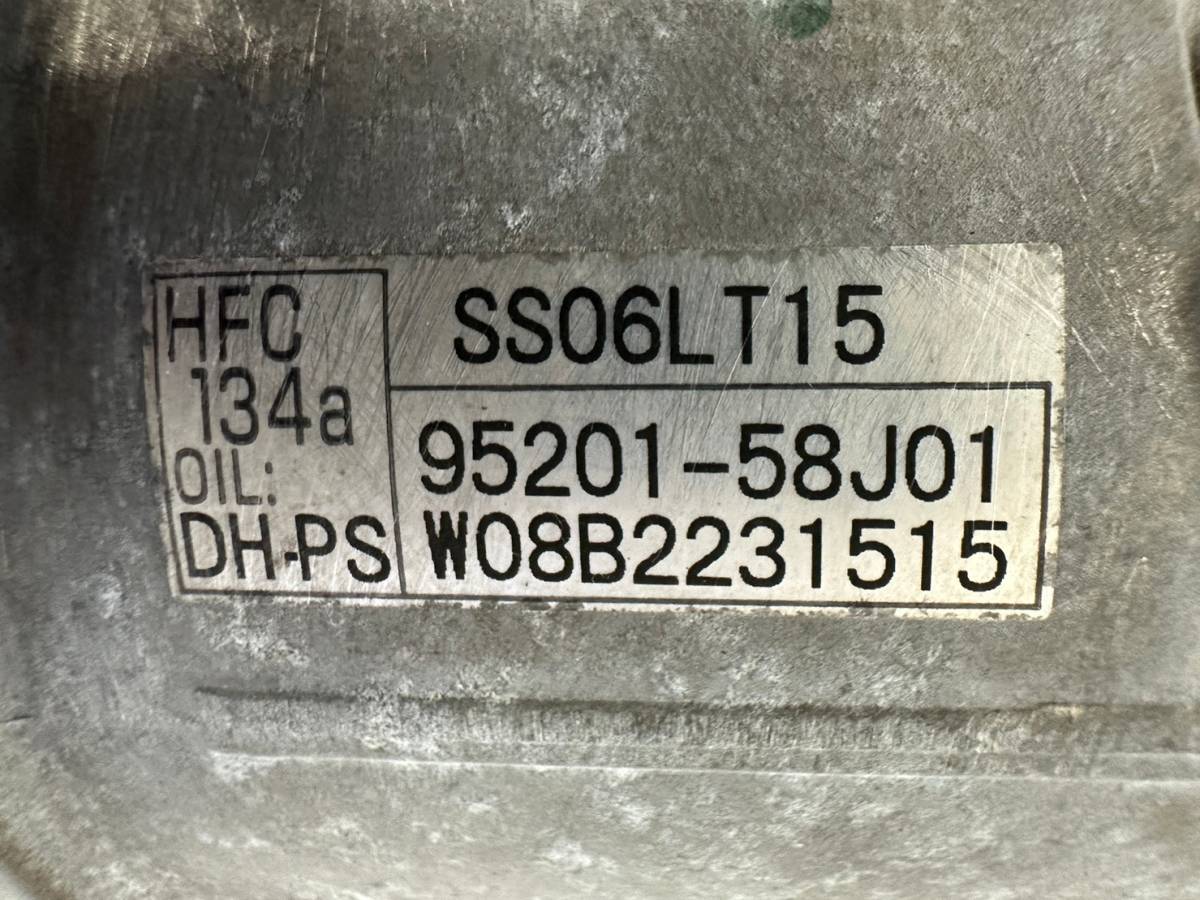 HFC
134a
OIL:
DH-PS
SS06LT15
95201-58J01
W08B2231515